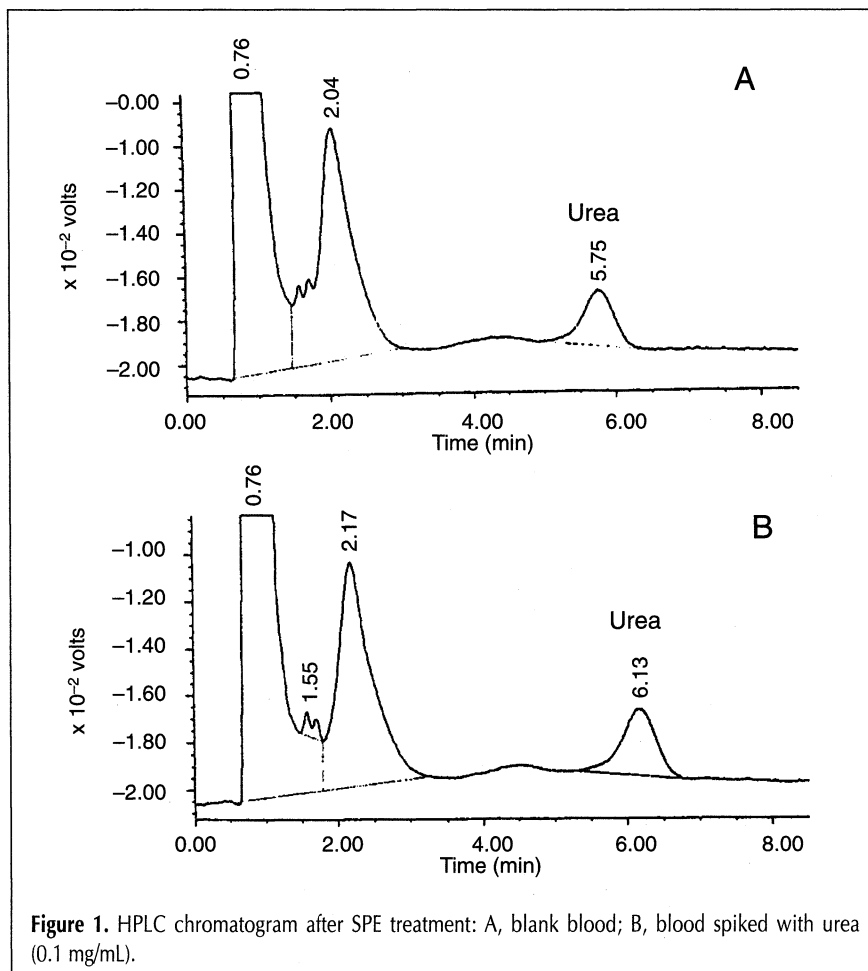 0.76
2.04
A
−0.00
−1.00
−1.20
−1.40
−1.60
−1.80
−2.00
x 10⁻² volts
Urea
5.75
0.00 2.00 4.00 6.00 8.00
Time (min)
0.76
2.17
B
−1.00
−1.20
−1.40
−1.60
−1.80
−2.00
x 10⁻² volts
1.55
Urea
6.13
0.00 2.00 4.00 6.00 8.00
Time (min)
Figure 1. HPLC chromatogram after SPE treatment: A, blank blood; B, blood spiked with urea
(0.1 mg/mL).